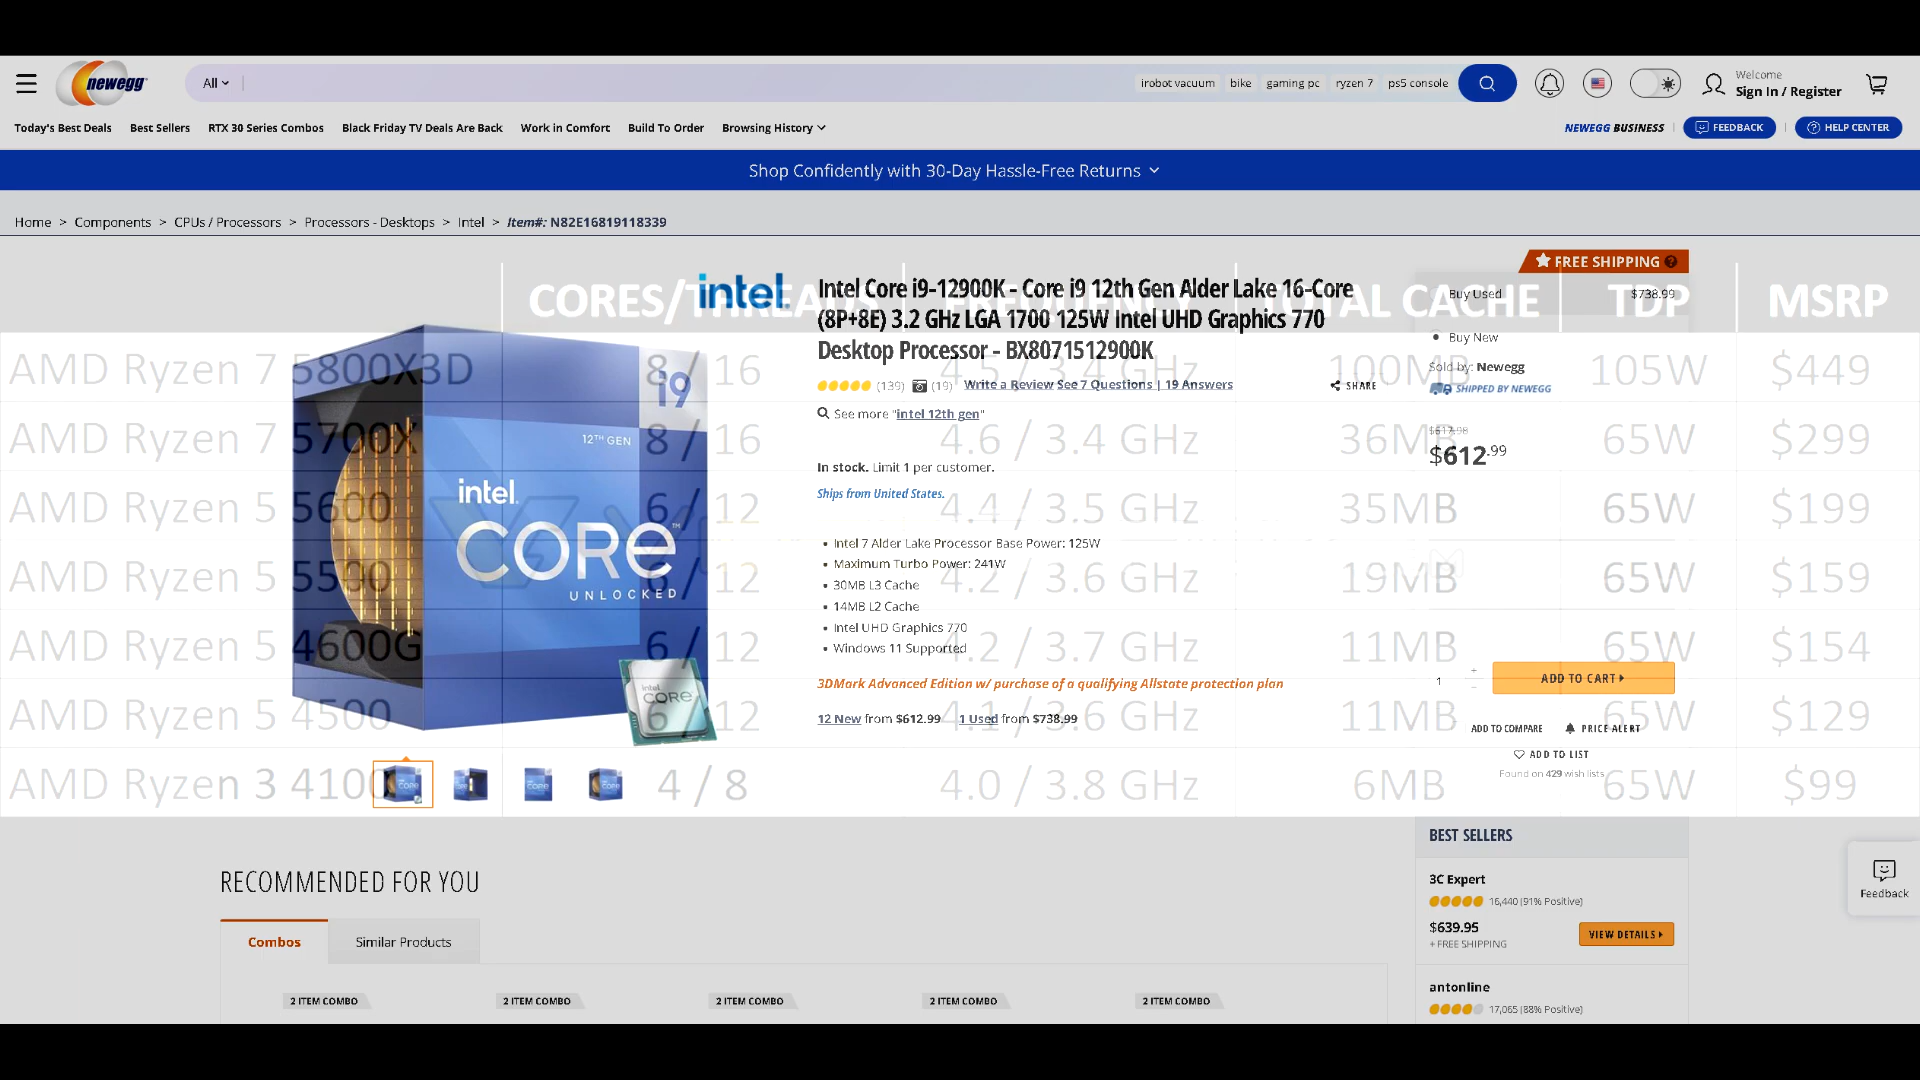 newegg
All
irobot vacuum bike gaming pc ryzen 7 ps5 console
Welcome
Sign In / Register
Today's Best Deals Best Sellers RTX 30 Series Combos Black Friday TV Deals Are Back Work in Comfort Build To Order Browsing History
NEWEGG BUSINESS FEEDBACK HELP CENTER
Shop Confidently with 30-Day Hassle-Free Returns
Home > Components > CPUs / Processors > Processors - Desktops > Intel > Item#: N82E16819118339
FREE SHIPPING
CORES/THREADS FREQUENCY TOTAL CACHE TDP MSRP
AMD Ryzen 7 5800X3D 8 / 16 100MB 105W $449
AMD Ryzen 7 5700X 8 / 16 4.6 / 3.4 GHz 36MB 65W $299
AMD Ryzen 5 5600 6 / 12 4.4 / 3.5 GHz 35MB 65W $199
AMD Ryzen 5 5500 6 / 12 4.2 / 3.6 GHz 19MB 65W $159
AMD Ryzen 5 4600G 6 / 12 4.2 / 3.7 GHz 11MB 65W $154
AMD Ryzen 5 4500 6 / 12 4.1 / 3.6 GHz 11MB 65W $129
AMD Ryzen 3 4100 4 / 8 4.0 / 3.8 GHz 6MB 65W $99
intel.
i9
12TH GEN
intel.
CORE™
UNLOCKED
intel
CORE
Intel Core i9-12900K - Core i9 12th Gen Alder Lake 16-Core
(8P+8E) 3.2 GHz LGA 1700 125W Intel UHD Graphics 770
Desktop Processor - BX8071512900K
(139) (19) Write a Review See 7 Questions | 19 Answers
SHARE
See more "intel 12th gen"
In stock. Limit 1 per customer.
Ships from United States.
• Intel 7 Alder Lake Processor Base Power: 125W
• Maximum Turbo Power: 241W
• 30MB L3 Cache
• 14MB L2 Cache
• Intel UHD Graphics 770
• Windows 11 Supported
3DMark Advanced Edition w/ purchase of a qualifying Allstate protection plan
12 New from $612.99 1 Used from $738.99
Buy Used $738.99
Buy New
Sold by: Newegg
SHIPPED BY NEWEGG
$617.98
$612.99
1
+
-
ADD TO CART
ADD TO COMPARE PRICE ALERT
ADD TO LIST
Found on 429 wish lists
BEST SELLERS
3C Expert
16,440 (91% Positive)
$639.95
+ FREE SHIPPING
VIEW DETAILS
antonline
17,065 (88% Positive)
RECOMMENDED FOR YOU
Combos Similar Products
2 ITEM COMBO 2 ITEM COMBO 2 ITEM COMBO 2 ITEM COMBO 2 ITEM COMBO
Feedback